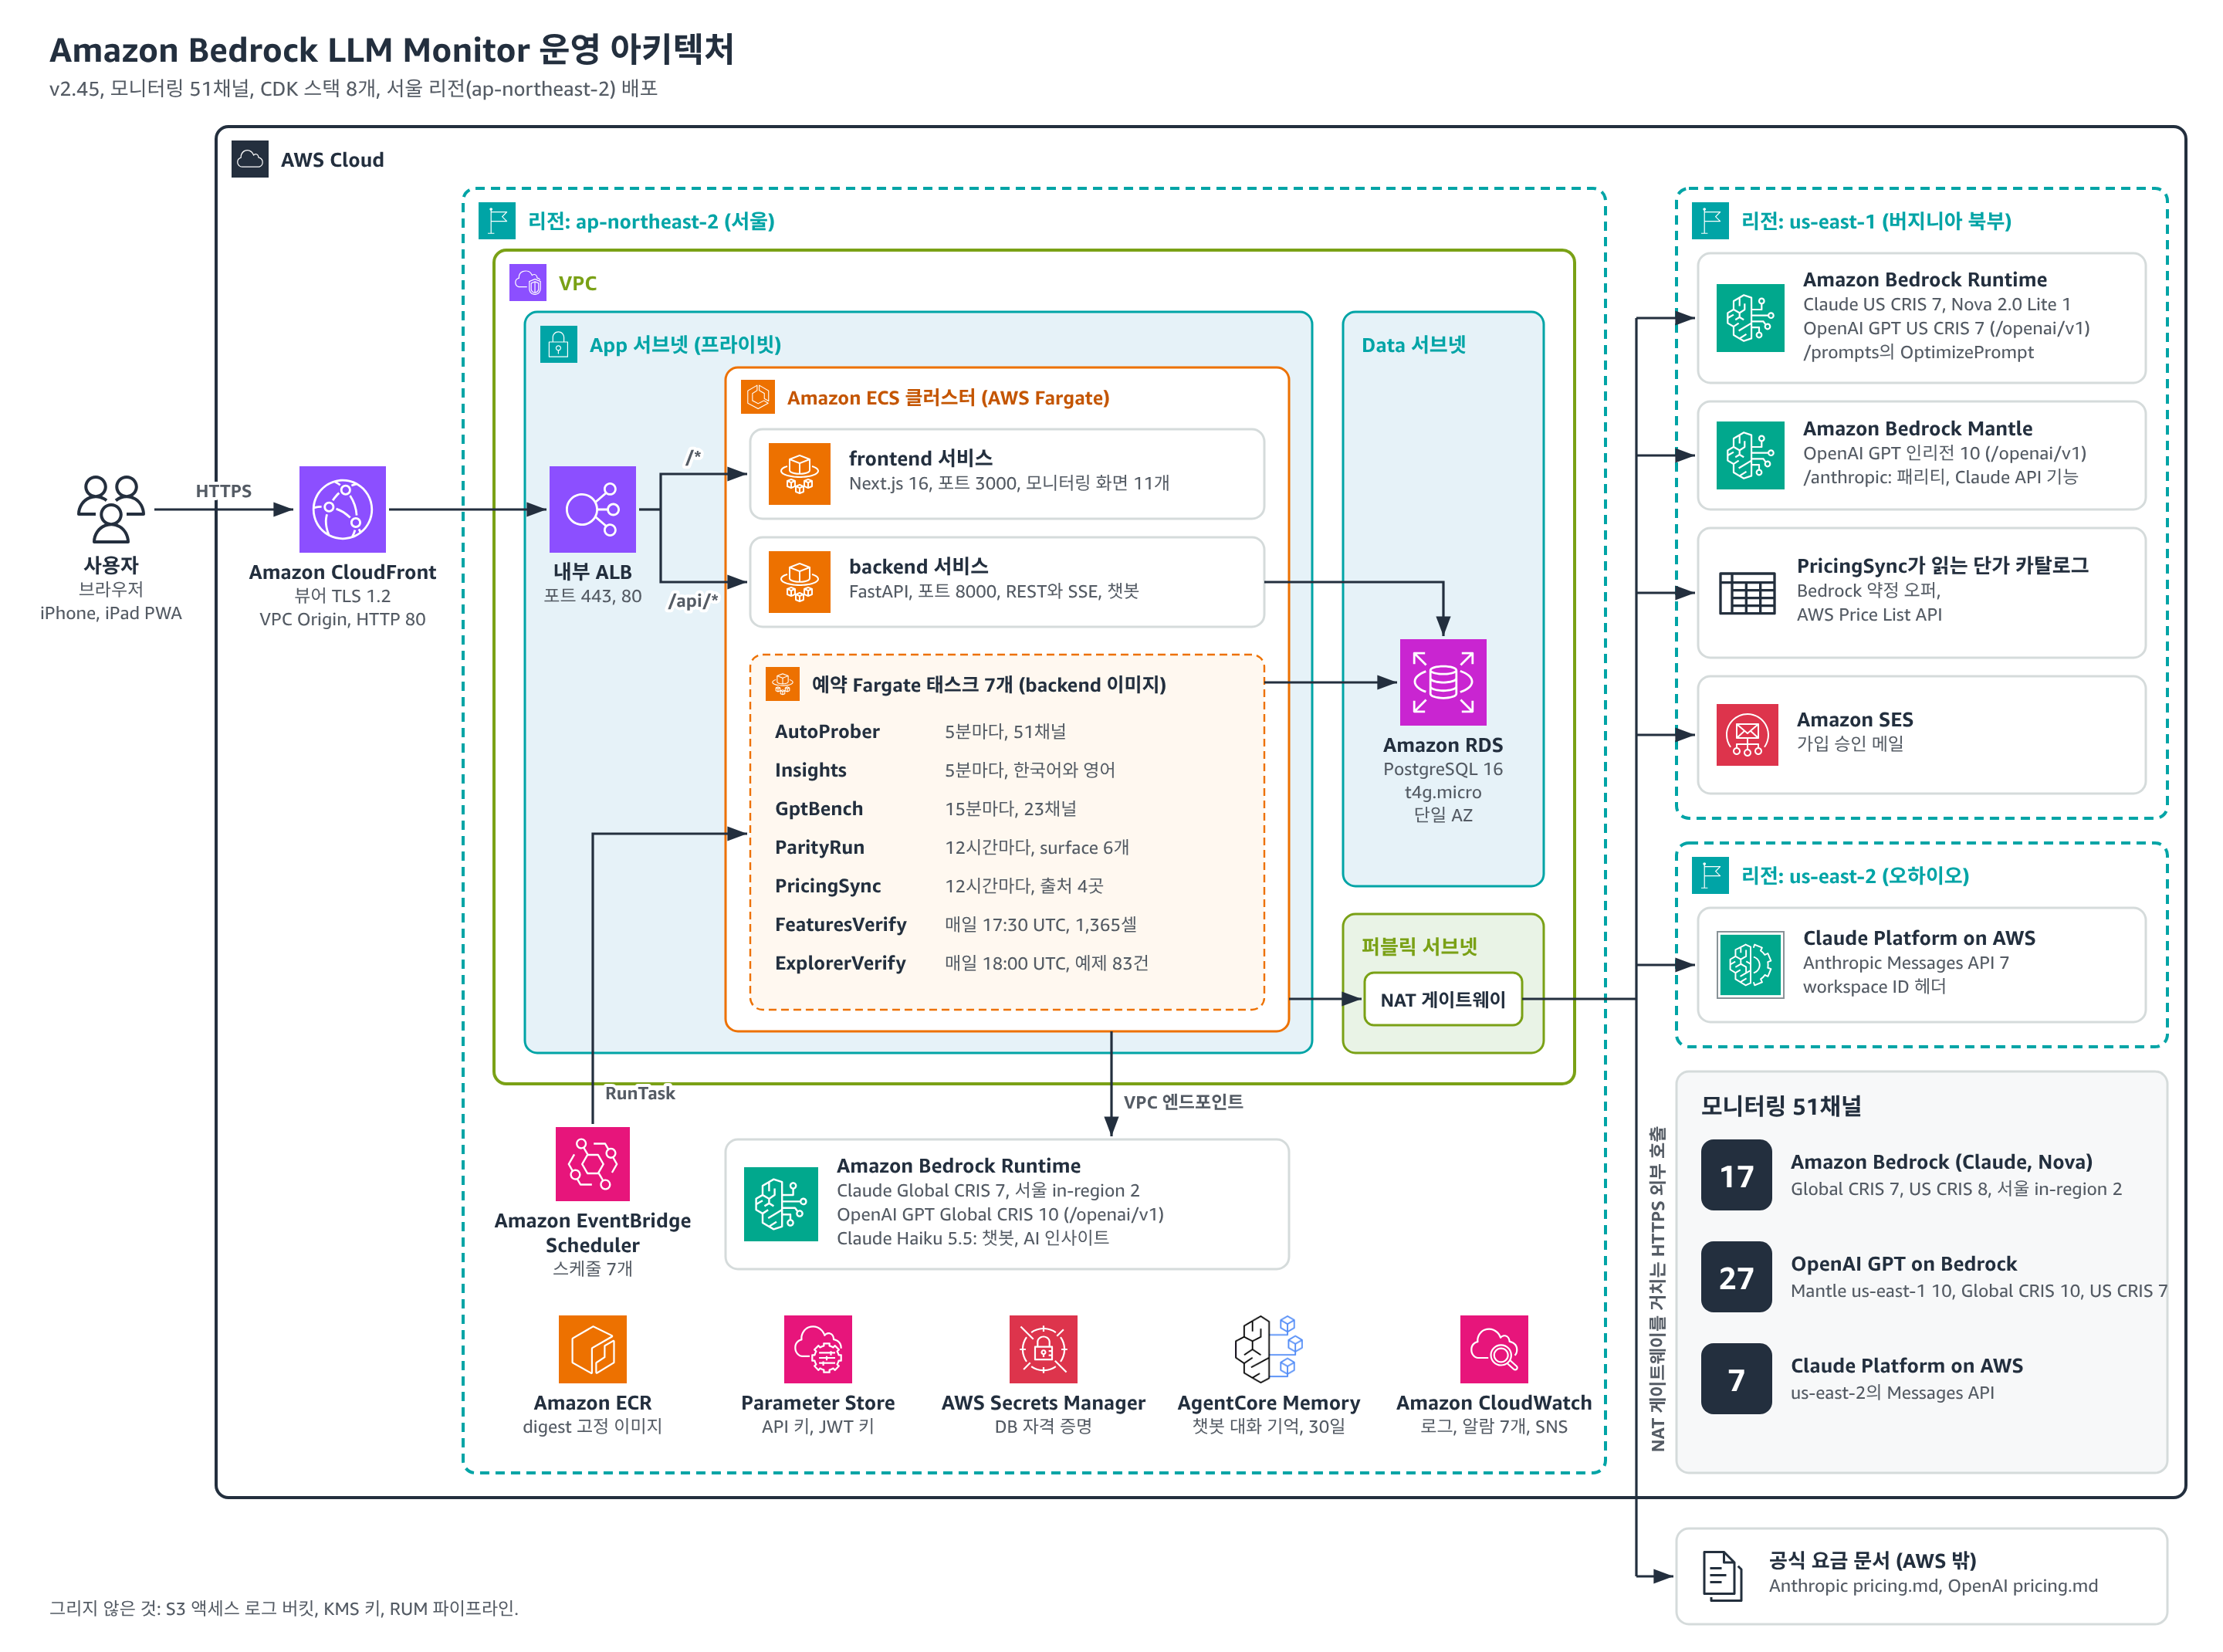 Amazon Bedrock LLM Monitor 운영 아키텍처
v2.45, 모니터링 51채널, CDK 스택 8개, 서울 리전(ap-northeast-2) 배포
AWS Cloud
리전: ap-northeast-2 (서울)
VPC
App 서브넷 (프라이빗)
Data 서브넷
Amazon ECS 클러스터 (AWS Fargate)
/*
frontend 서비스
Next.js 16, 포트 3000, 모니터링 화면 11개
HTTPS
사용자
브라우저
iPhone, iPad PWA
Amazon CloudFront
뷰어 TLS 1.2
VPC Origin, HTTP 80
내부 ALB
포트 443, 80
/api/*
backend 서비스
FastAPI, 포트 8000, REST와 SSE, 챗봇
예약 Fargate 태스크 7개 (backend 이미지)
AutoProber 5분마다, 51채널
Insights 5분마다, 한국어와 영어
GptBench 15분마다, 23채널
ParityRun 12시간마다, surface 6개
PricingSync 12시간마다, 출처 4곳
FeaturesVerify 매일 17:30 UTC, 1,365셀
ExplorerVerify 매일 18:00 UTC, 예제 83건
Amazon RDS
PostgreSQL 16
t4g.micro
단일 AZ
퍼블릭 서브넷
NAT 게이트웨이
RunTask
VPC 엔드포인트
Amazon EventBridge
Scheduler
스케줄 7개
Amazon Bedrock Runtime
Claude Global CRIS 7, 서울 in-region 2
OpenAI GPT Global CRIS 10 (/openai/v1)
Claude Haiku 5.5: 챗봇, AI 인사이트
Amazon ECR
digest 고정 이미지
Parameter Store
API 키, JWT 키
AWS Secrets Manager
DB 자격 증명
AgentCore Memory
챗봇 대화 기억, 30일
Amazon CloudWatch
로그, 알람 7개, SNS
리전: us-east-1 (버지니아 북부)
Amazon Bedrock Runtime
Claude US CRIS 7, Nova 2.0 Lite 1
OpenAI GPT US CRIS 7 (/openai/v1)
/prompts의 OptimizePrompt
Amazon Bedrock Mantle
OpenAI GPT 인리전 10 (/openai/v1)
/anthropic: 패리티, Claude API 기능
PricingSync가 읽는 단가 카탈로그
Bedrock 약정 오퍼,
AWS Price List API
Amazon SES
가입 승인 메일
리전: us-east-2 (오하이오)
Claude Platform on AWS
Anthropic Messages API 7
workspace ID 헤더
NAT 게이트웨이를 거치는 HTTPS 외부 호출
모니터링 51채널
17
Amazon Bedrock (Claude, Nova)
Global CRIS 7, US CRIS 8, 서울 in-region 2
27
OpenAI GPT on Bedrock
Mantle us-east-1 10, Global CRIS 10, US CRIS 7
7
Claude Platform on AWS
us-east-2의 Messages API
공식 요금 문서 (AWS 밖)
Anthropic pricing.md, OpenAI pricing.md
그리지 않은 것: S3 액세스 로그 버킷, KMS 키, RUM 파이프라인.